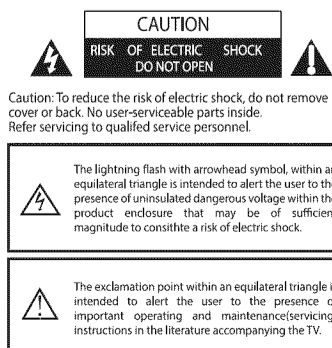 CAUTION
RISK OF ELECTRIC SHOCK
DO NOT OPEN
Caution: To reduce the risk of electric shock, do not remove
cover or back. No user-serviceable parts inside.
Refer servicing to qualifed service personnel.
The lightning flash with arrowhead symbol, within an
equilateral triangle is intended to alert the user to the
presence of uninsulated dangerous voltage within the
product enclosure that may be of sufficien
magnitude to consithte a risk of electric shock.
The exclamation point within an equilateral triangle i
intended to alert the user to the presence o
important operating and maintenance(servicing
instructions in the literature accompanying the TV.